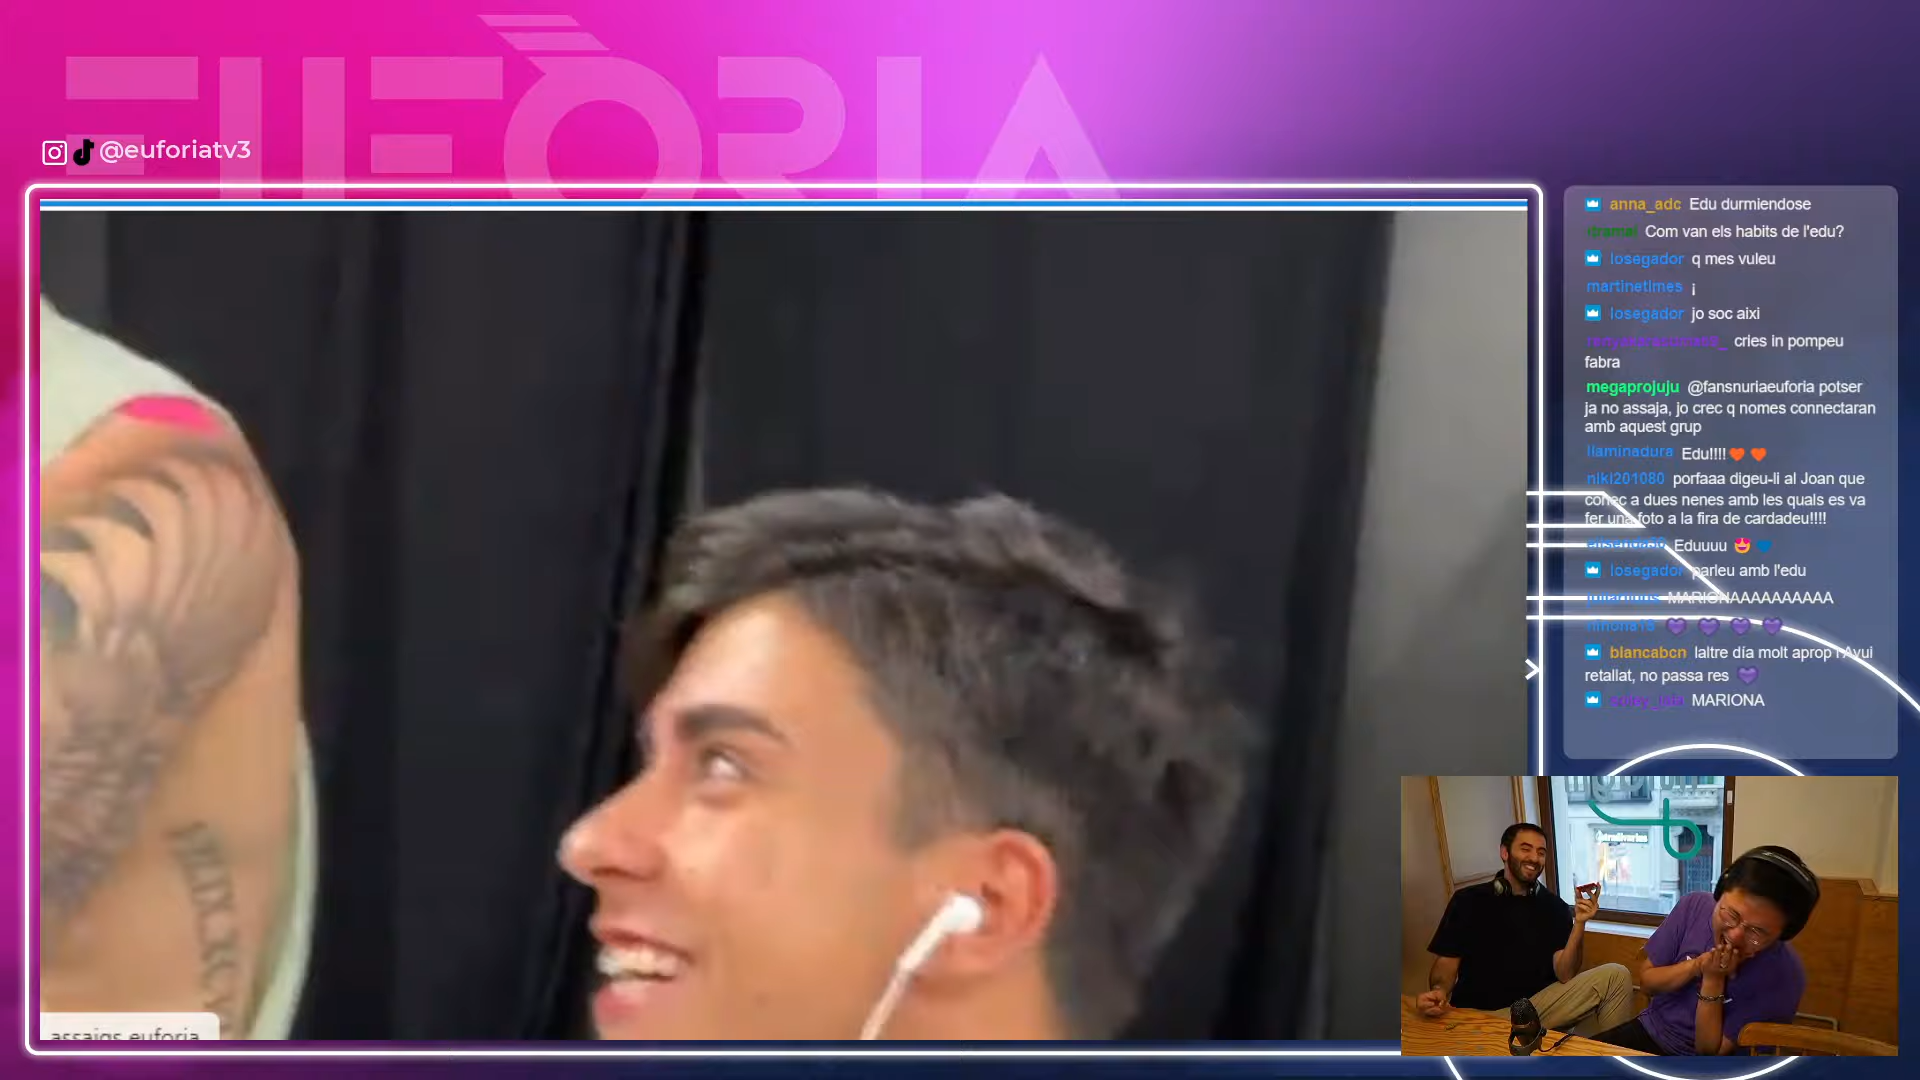 EUFÒRIA
@euforiatv3
anna_adc Edu durmiendose
Com van els habits de l'edu?
losegador q mes vuleu
martinetimes ¡
losegador jo soc aixi
cries in pompeu
fabra
megaprojuju @fansnuriaeuforia potser
ja no assaja, jo crec q nomes connectaran
amb aquest grup
llaminadura Edu!!!!🧡 🧡
niki201080 porfaaa digeu-li al Joan que
conec a dues nenes amb les quals es va
fer una foto a la fira de cardadeu!!!!
Eduuuu 🤩 💙
losegador parleu amb l'edu
MARIONAAAAAAAAAA
💜 💜 💜 💜
blancabcn laltre día molt aprop i Avui
retallat, no passa res 💜
MARIONA
assaigs euforia